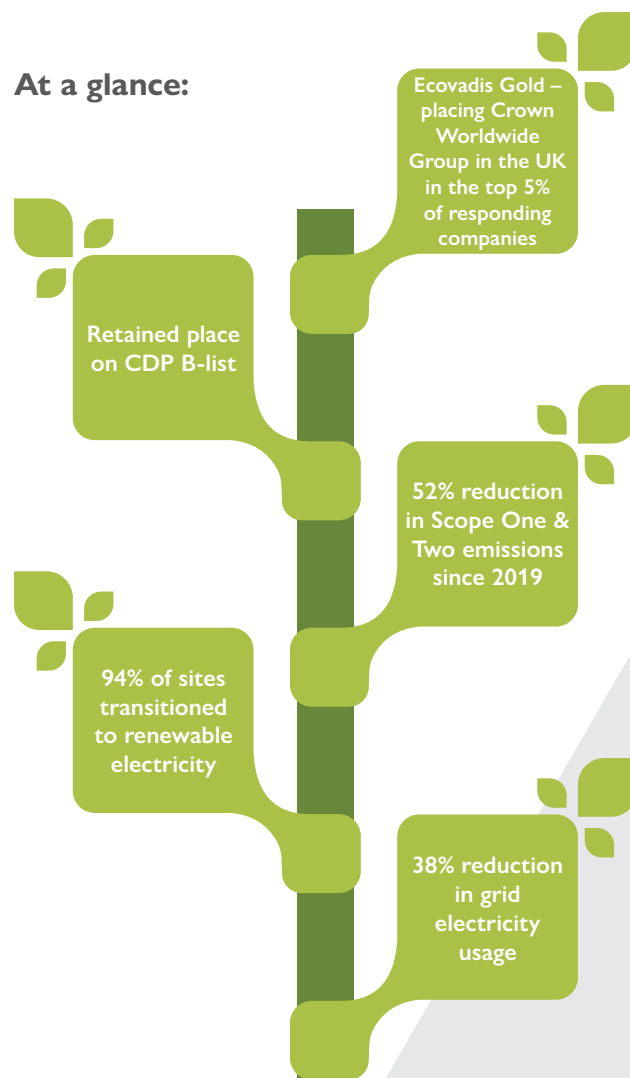 At a glance:
Ecovadis Gold –
placing Crown
Worldwide
Group in the UK
in the top 5%
of responding
companies
Retained place
on CDP B-list
52% reduction
in Scope One &
Two emissions
since 2019
94% of sites
transitioned
to renewable
electricity
38% reduction
in grid
electricity
usage